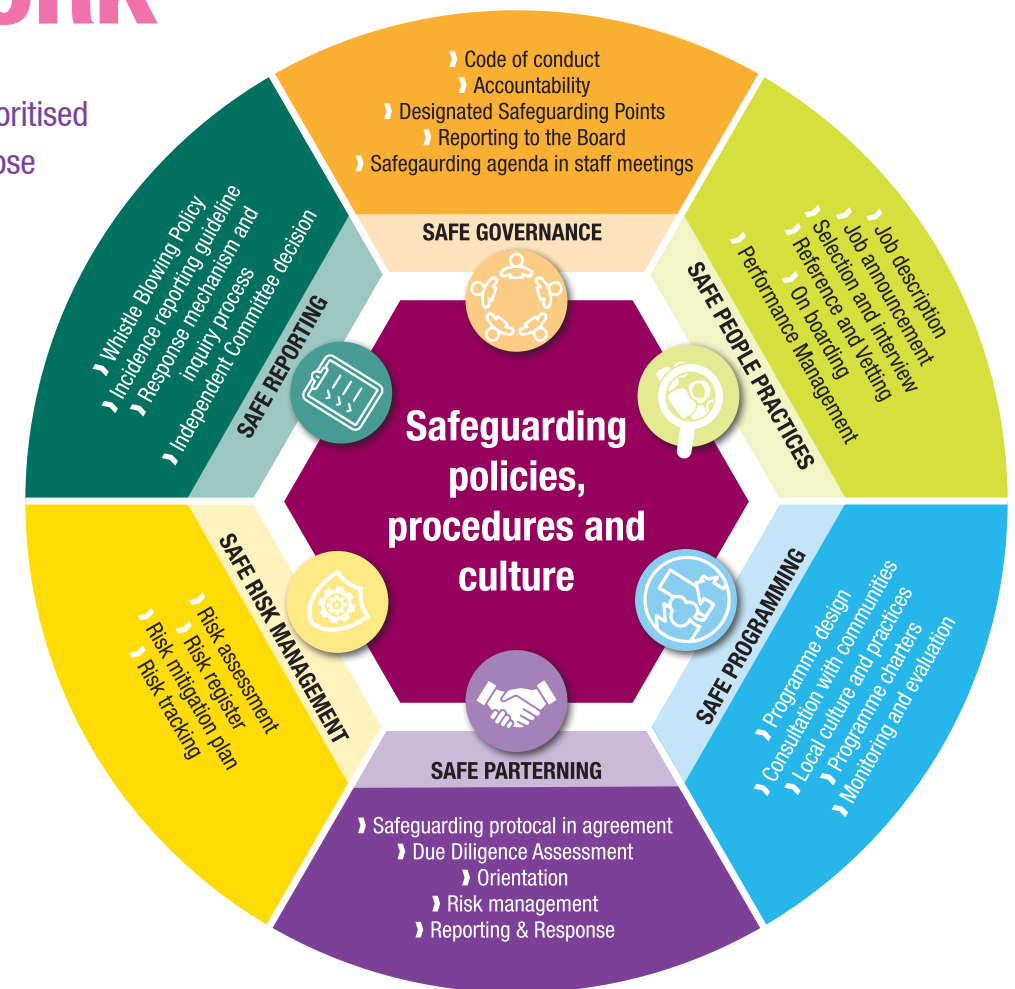 ORK
oritised
ose
Code of conduct
Accountability
Designated Safeguarding Points
Reporting to the Board
Safegaurding agenda in staff meetings
SAFE GOVERNANCE
Job description
Job announcement
Selection and interview
Reference and Vetting
On boarding
Performance Management
SAFE PEOPLE PRACTICES
Programme design
Consultation with communities
Local culture and practices
Programme charters
Monitoring and evaluation
SAFE PROGRAMMING
SAFE PARTERNING
Safeguarding protocal in agreement
Due Diligence Assessment
Orientation
Risk management
Reporting & Response
SAFE RISK MANAGEMENT
Risk assessment
Risk register
Risk mitigation plan
Risk tracking
Whistle Blowing Policy
Incidence reporting guideline
Response mechanism and
inquiry process
Independent Committee decision
SAFE REPORTING
Safeguarding
policies,
procedures and
culture